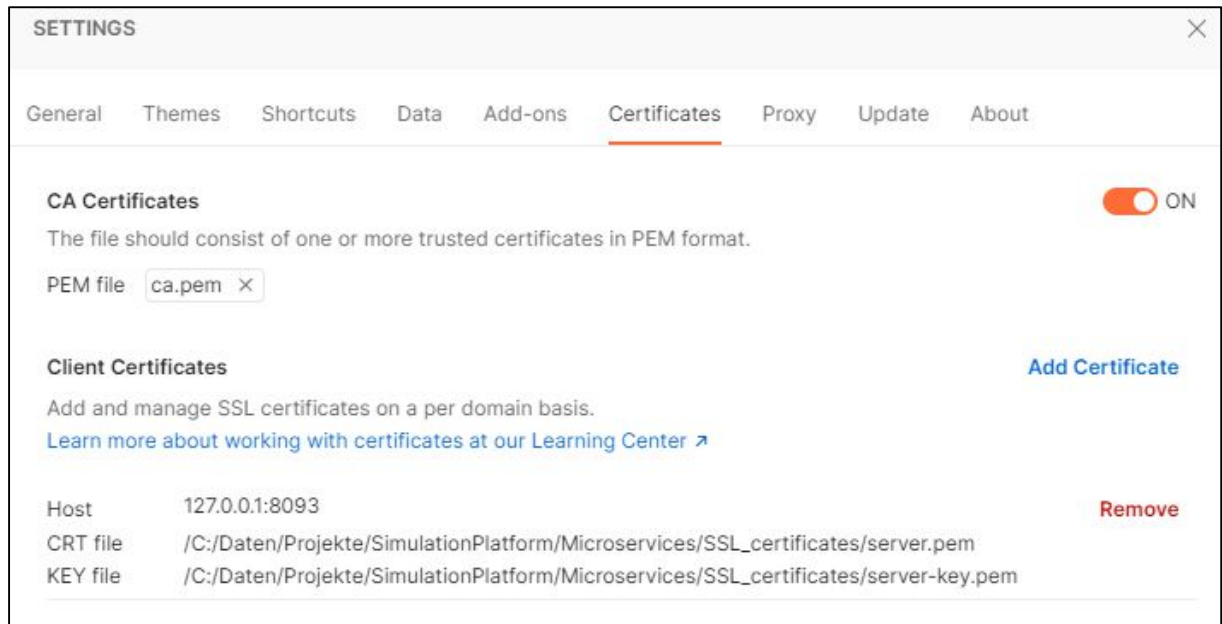 SETTINGS
General Themes Shortcuts Data Add-ons Certificates Proxy Update About
CA Certificates ON
The file should consist of one or more trusted certificates in PEM format.
PEM file ca.pem
Client Certificates Add Certificate
Add and manage SSL certificates on a per domain basis.
Learn more about working with certificates at our Learning Center ↗
Host 127.0.0.1:8093 Remove
CRT file /C:/Daten/Projekte/SimulationPlatform/Microservices/SSL_certificates/server.pem
KEY file /C:/Daten/Projekte/SimulationPlatform/Microservices/SSL_certificates/server-key.pem